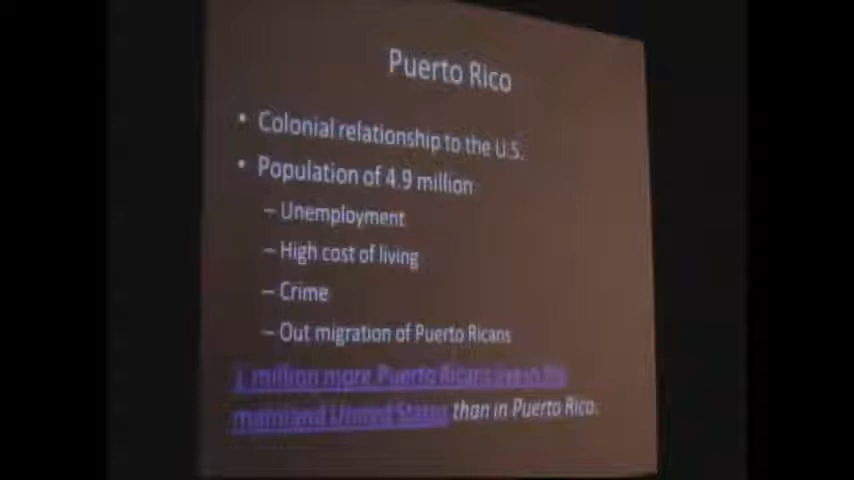 Puerto Rico
• Colonial relationship to the U.S.
• Population of 4.9 million
– Unemployment
– High cost of living
– Crime
– Out migration of Puerto Ricans
1 million more Puerto Ricans live in the
mainland United States than in Puerto Rico.